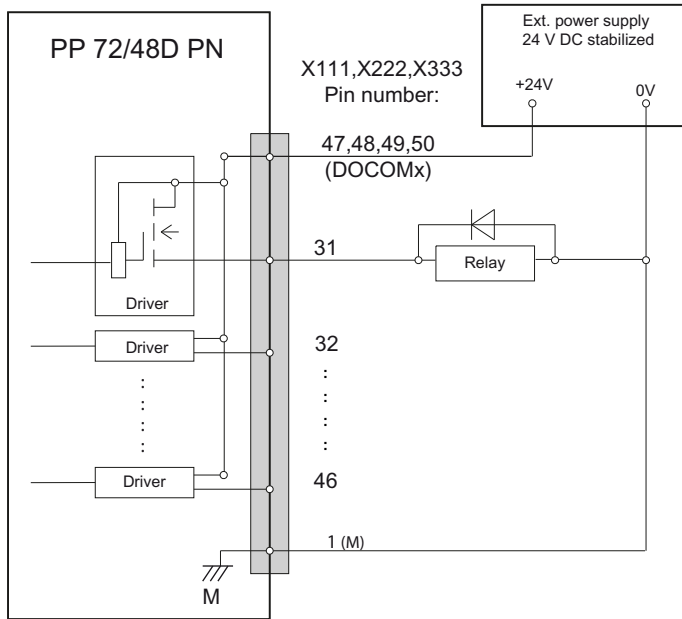 PP 72/48D PN
Ext. power supply
24 V DC stabilized
+24V
0V
X111,X222,X333
Pin number:
47,48,49,50
(DOCOMx)
31
Relay
Driver
Driver
32
Driver
46
1 (M)
M